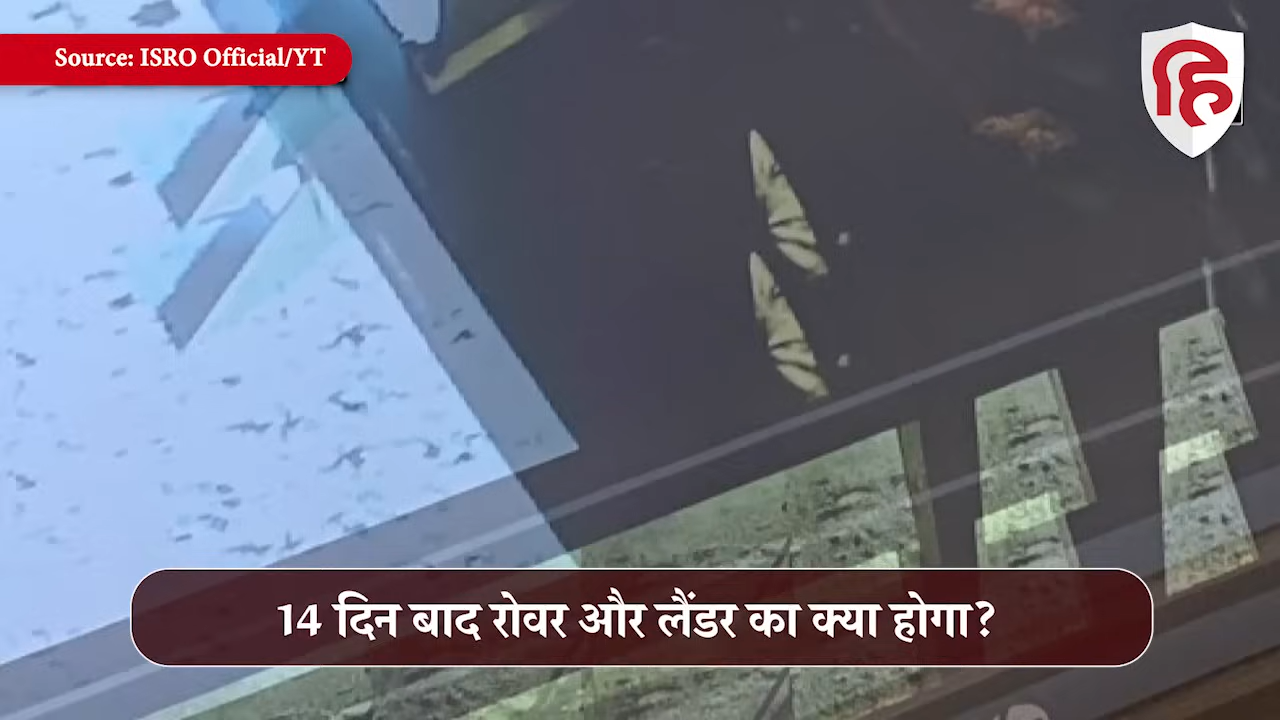 Source: ISRO Official/YT
हि
14 दिन बाद रोवर और लैंडर का क्या होगा?